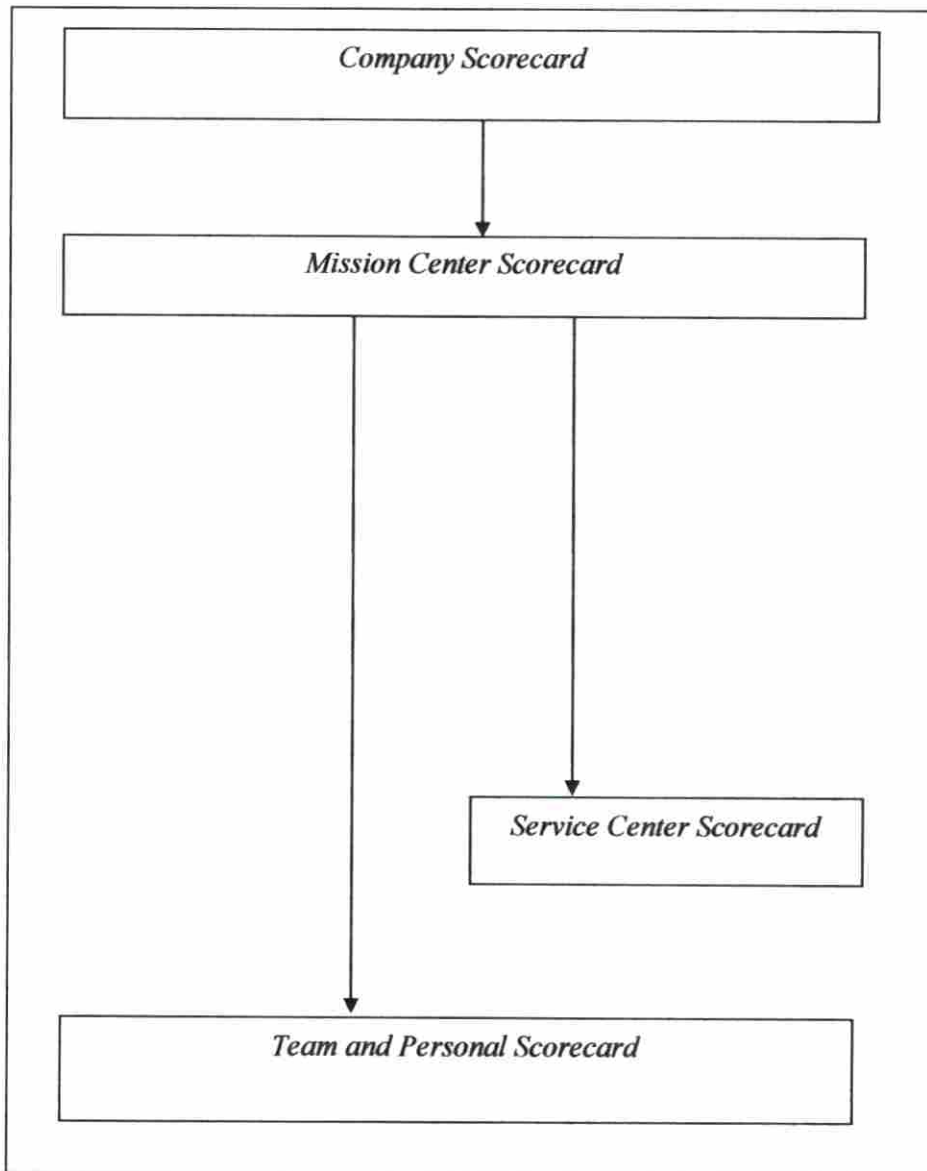 Company Scorecard
Mission Center Scorecard
Service Center Scorecard
Team and Personal Scorecard